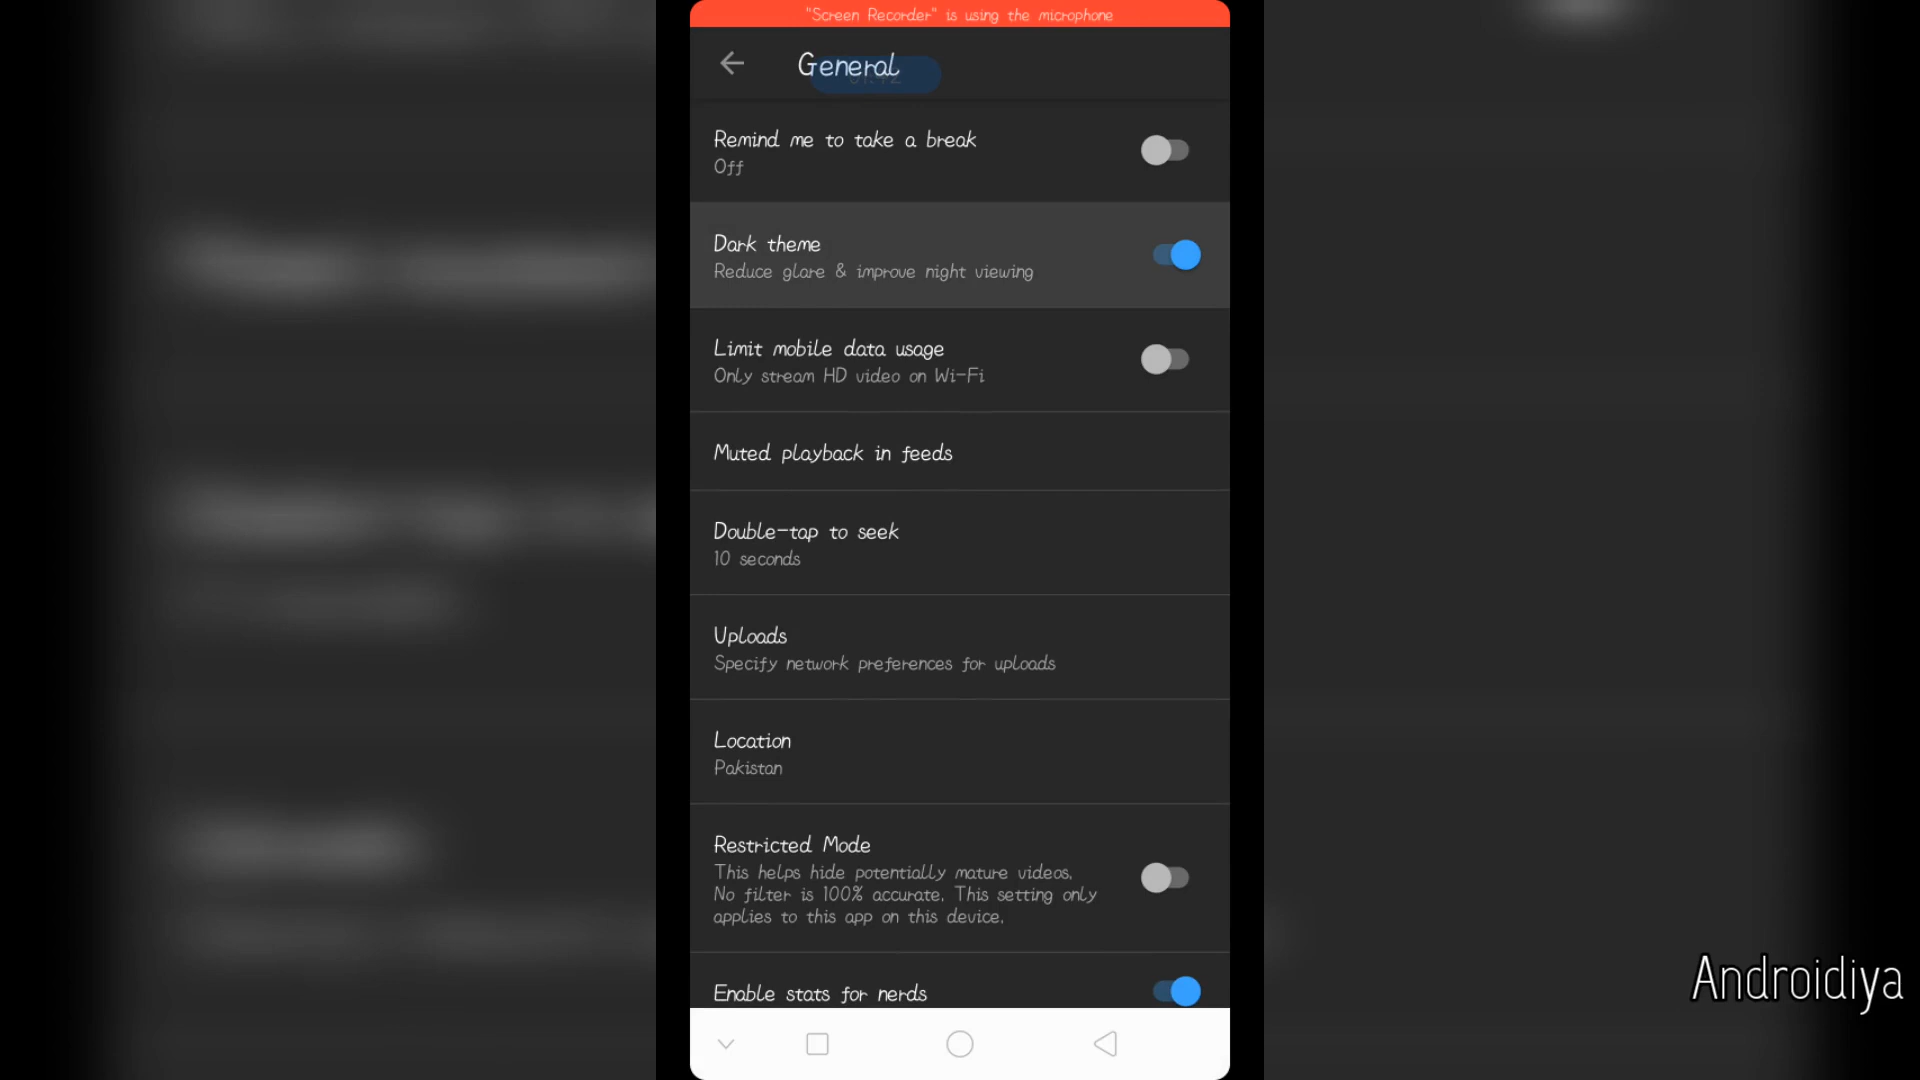 "Screen Recorder" is using the microphone
General
Remind me to take a break
Off
Dark theme
Reduce glare & improve night viewing
Limit mobile data usage
Only stream HD video on Wi-Fi
Muted playback in feeds
Double-tap to seek
10 seconds
Uploads
Specify network preferences for uploads
Location
Pakistan
Restricted Mode
This helps hide potentially mature videos.
No filter is 100% accurate. This setting only
applies to this app on this device.
Enable stats for nerds
Androidiya